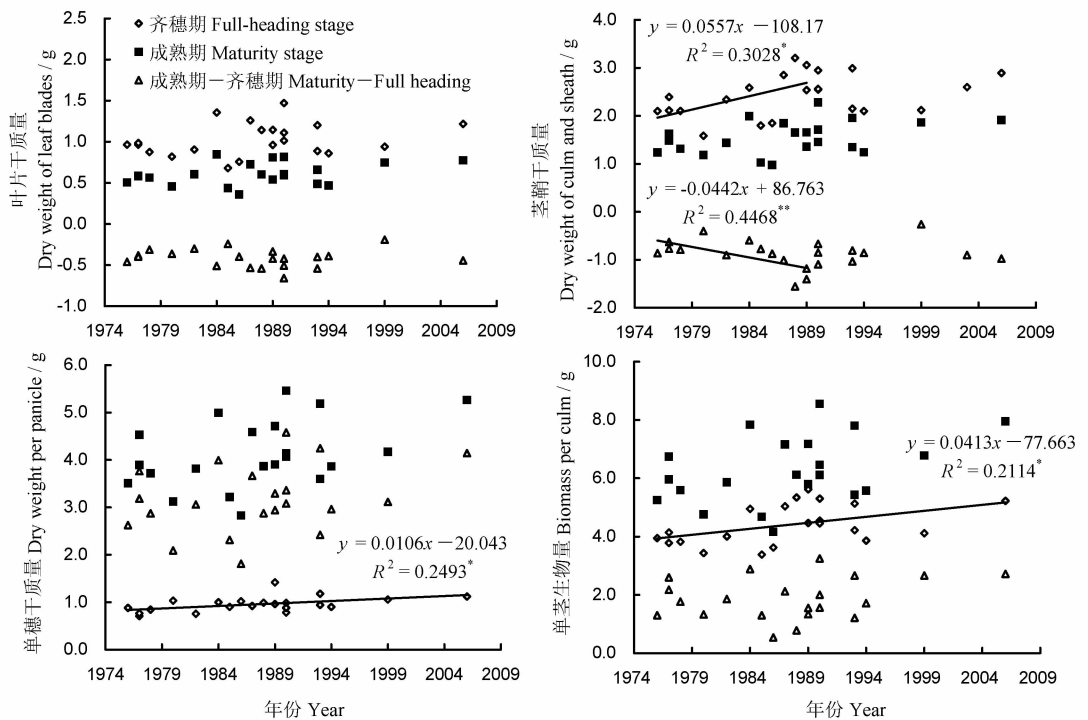 2.5
2.0
1.5
1.0
0.5
0.0
-0.5
-1.0
叶片干质量
Dry weight of leaf blades / g
◇ 齐穗期 Full-heading stage
■ 成熟期 Maturity stage
△ 成熟期－齐穗期 Maturity－Full heading
1974 1979 1984 1989 1994 1999 2004 2009
4.0
3.0
2.0
1.0
0.0
-1.0
-2.0
茎鞘干质量
Dry weight of culm and sheath / g
y = 0.0557x －108.17
R² = 0.3028*
y = -0.0442x + 86.763
R² = 0.4468**
1974 1979 1984 1989 1994 1999 2004 2009
6.0
5.0
4.0
3.0
2.0
1.0
0.0
单穗干质量 Dry weight per panicle / g
y = 0.0106x－20.043
R² = 0.2493*
1974 1979 1984 1989 1994 1999 2004 2009
年份 Year
10.0
8.0
6.0
4.0
2.0
0.0
单茎生物量 Biomass per culm / g
y = 0.0413x－77.663
R² = 0.2114*
1974 1979 1984 1989 1994 1999 2004 2009
年份 Year